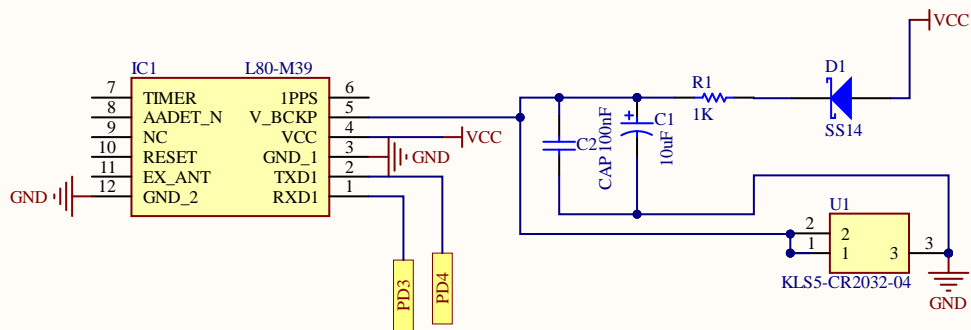 VCC
IC1
L80-M39
D1
R1
1K
SS14
7 TIMER
8 AADET_N
9 NC
10 RESET
11 EX_ANT
12 GND_2
GND
1PPS 6
V_BCKP 5
VCC 4
GND_1 3
TXD1 2
RXD1 1
VCC
GND
C2
CAP 100nF
+
C1
10uF
U1
2 2
1 1
3 3
KLS5-CR2032-04
GND
PD3
PD4